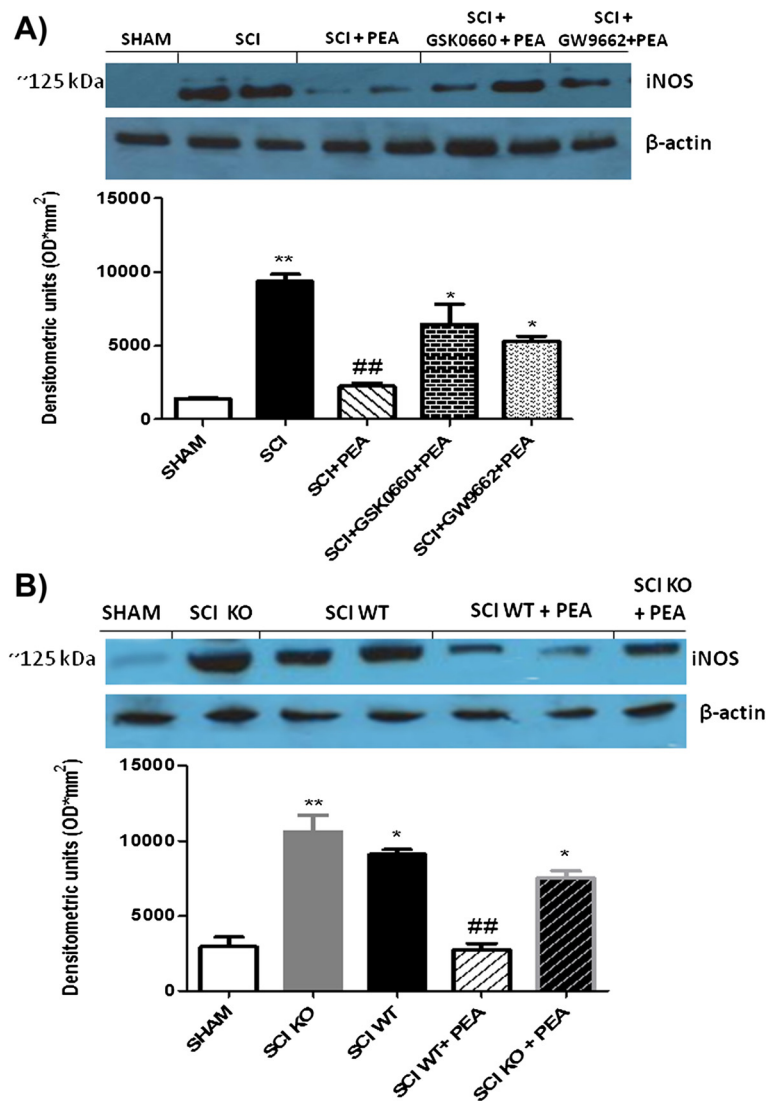 A)
SHAM SCI SCI + PEA SCI + GSK0660 + PEA SCI + GW9662+PEA
~125 kDa iNOS
β-actin
15000
10000
5000
0
Densitometric units (OD*mm²)
** ## * *
SHAM
SCI
SCI+PEA
SCI+GSK0660+PEA
SCI+GW9662+PEA
B)
SHAM SCI KO SCI WT SCI WT + PEA SCI KO + PEA
~125 kDa iNOS
β-actin
15000
10000
5000
0
Densitometric units (OD*mm²)
** * ## *
SHAM
SCI KO
SCI WT
SCI WT+ PEA
SCI KO + PEA